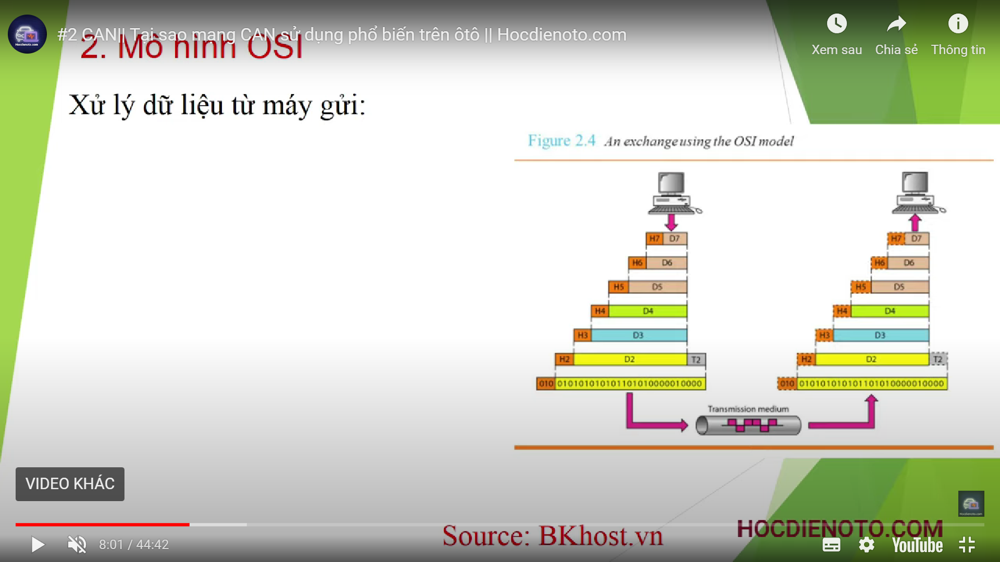 #2 CAN|| Tại sao mạng CAN sử dụng phổ biến trên ôtô || Hocdienoto.com
Xem sau
Chia sẻ
Thông tin
2. Mô hình OSI
Xử lý dữ liệu từ máy gửi:
Figure 2.4 An exchange using the OSI model
H7 D7 H7 D7
H6 D6 H6 D6
H5 D5 H5 D5
H4 D4 H4 D4
H3 D3 H3 D3
H2 D2 T2 H2 D2 T2
010 010101010101101010000010000 010 010101010101101010000010000
Transmission medium
VIDEO KHÁC
Source: BKhost.vn
HOCDIENOTO.COM
8:01 / 44:42
YouTube